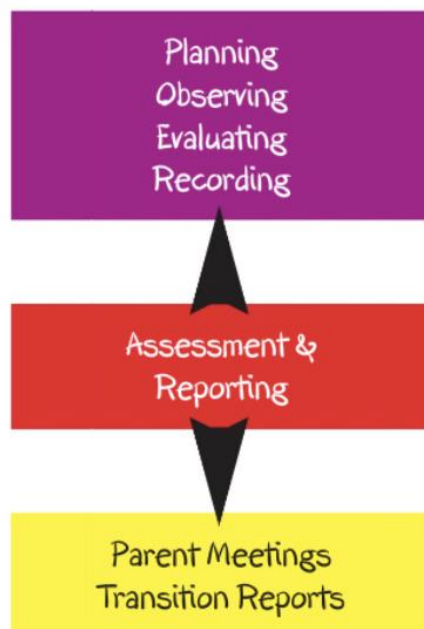 Planning
Observing
Evaluating
Recording
Assessment &
Reporting
Parent Meetings
Transition Reports